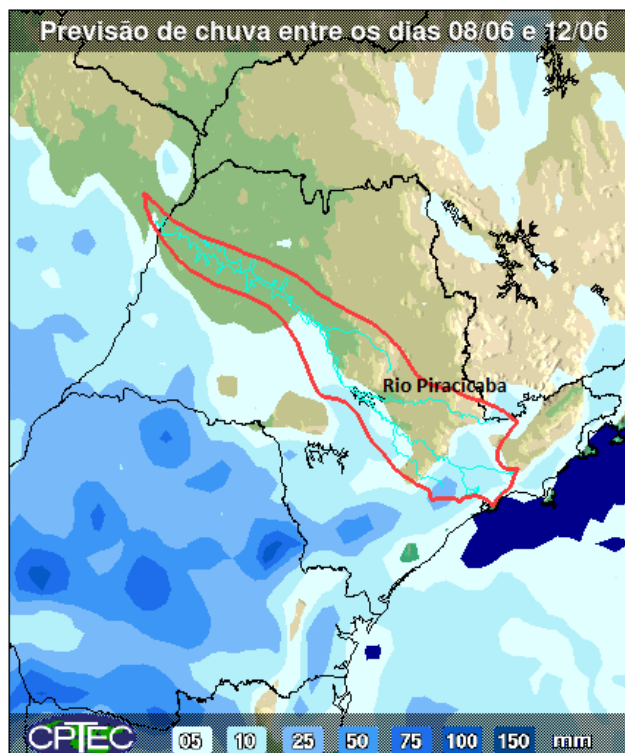 Previsão de chuva entre os dias 08/06 e 12/06
Rio Piracicaba
CPTEC 05 10 25 50 75 100 150 mm